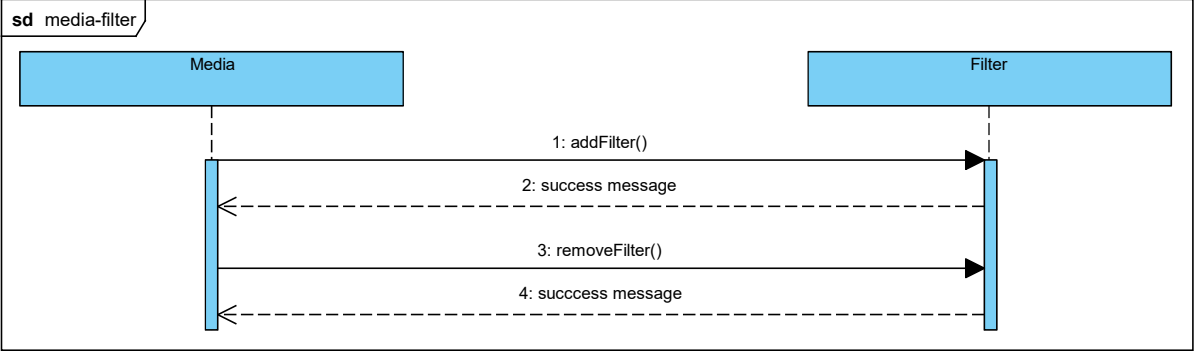 sd media-filter
Media
Filter
1: addFilter()
2: success message
3: removeFilter()
4: succcess message